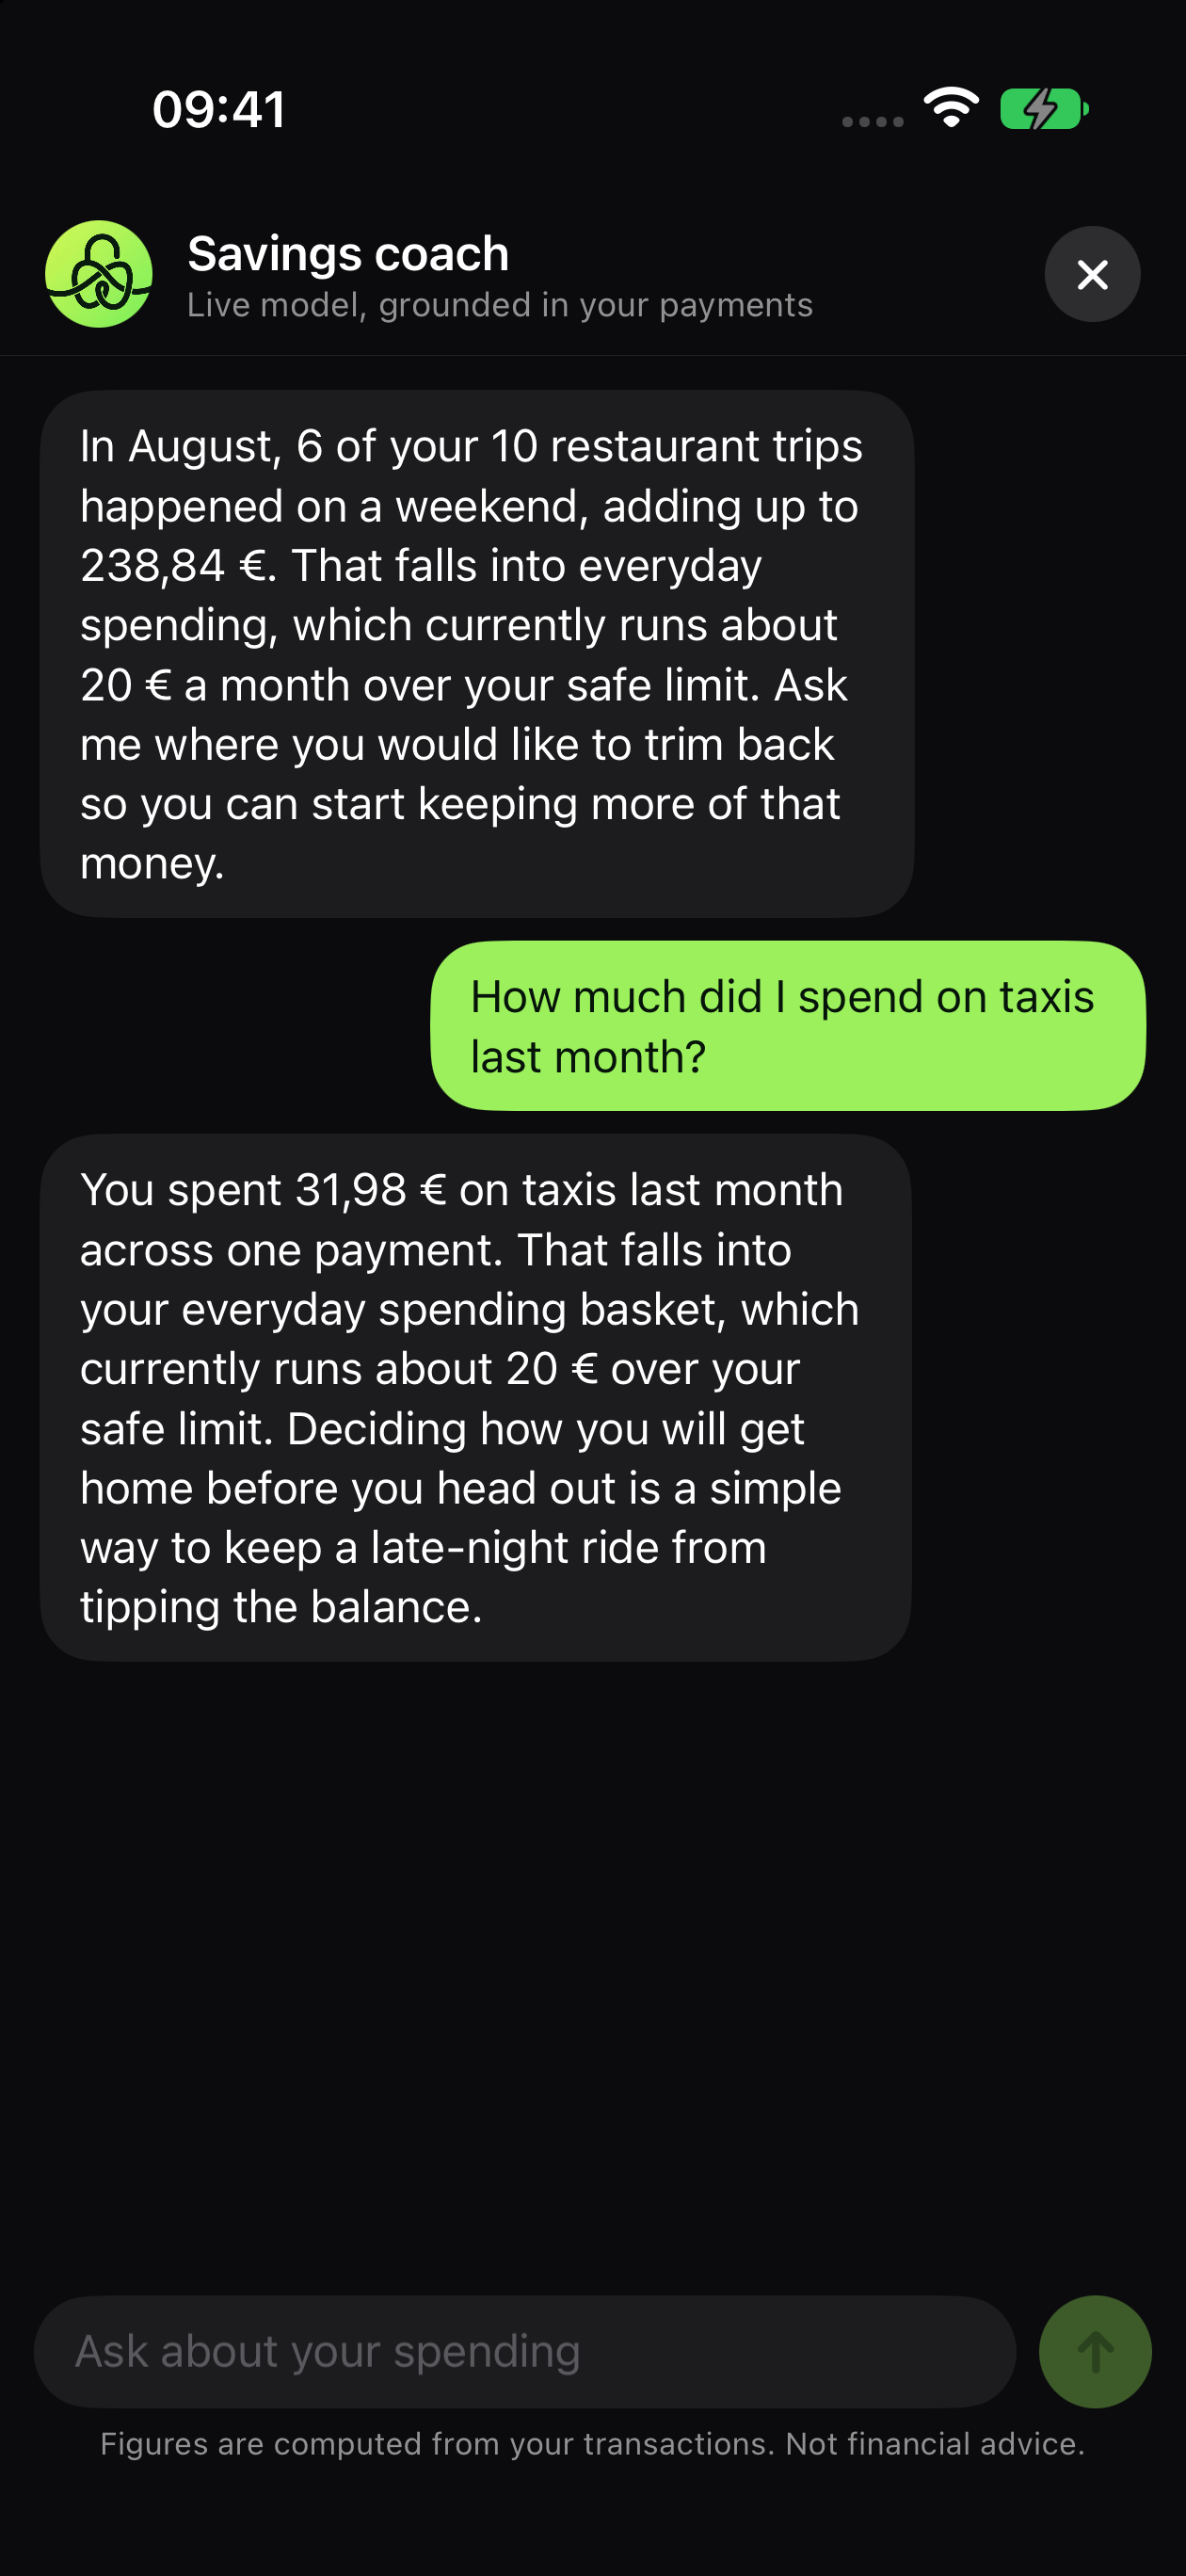 09:41
Savings coach
Live model, grounded in your payments
In August, 6 of your 10 restaurant trips
happened on a weekend, adding up to
238,84 €. That falls into everyday
spending, which currently runs about
20 € a month over your safe limit. Ask
me where you would like to trim back
so you can start keeping more of that
money.
How much did I spend on taxis
last month?
You spent 31,98 € on taxis last month
across one payment. That falls into
your everyday spending basket, which
currently runs about 20 € over your
safe limit. Deciding how you will get
home before you head out is a simple
way to keep a late-night ride from
tipping the balance.
Ask about your spending
Figures are computed from your transactions. Not financial advice.